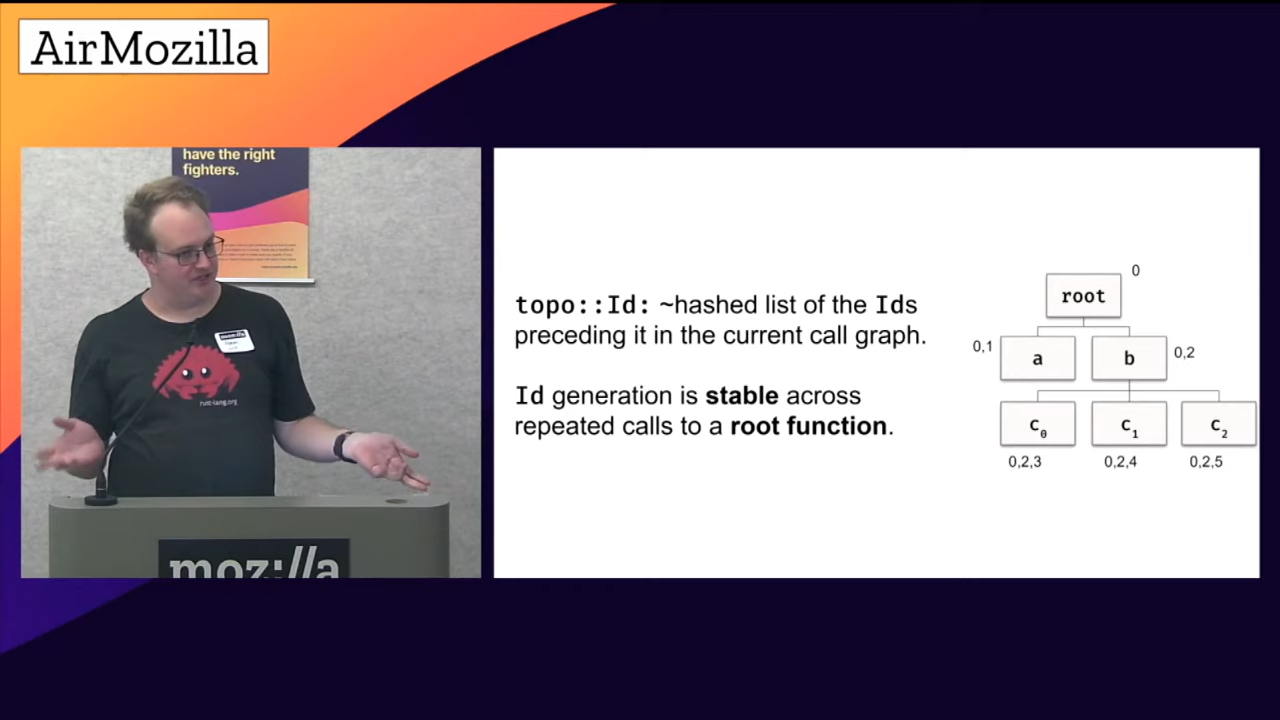 AirMozilla
have the right
fighters.
moz://a
rust-lang.org
moz://a
topo::Id: ~hashed list of the Ids
preceding it in the current call graph.
Id generation is stable across
repeated calls to a root function.
0
root
0,1
a
b
0,2
c0
c1
c2
0,2,3
0,2,4
0,2,5